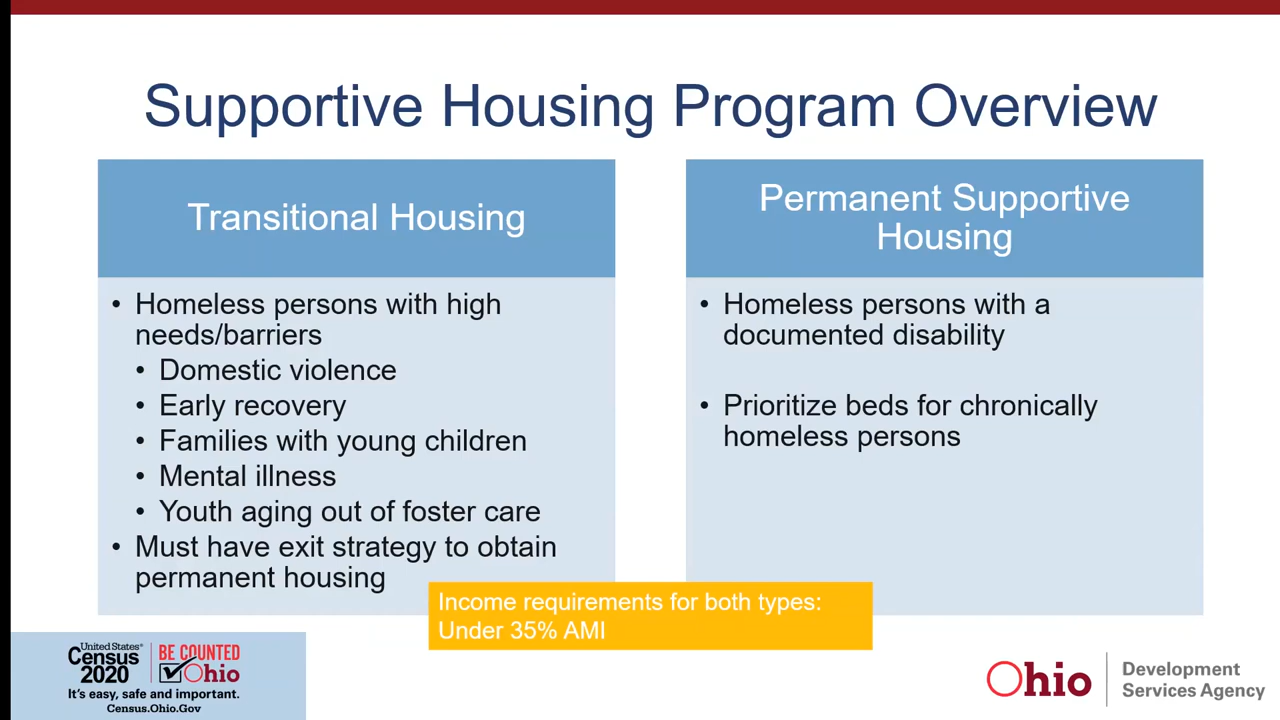 Supportive Housing Program Overview
Transitional Housing
• Homeless persons with high
needs/barriers
• Domestic violence
• Early recovery
• Families with young children
• Mental illness
• Youth aging out of foster care
• Must have exit strategy to obtain
permanent housing
Permanent Supportive
Housing
• Homeless persons with a
documented disability
• Prioritize beds for chronically
homeless persons
Income requirements for both types:
Under 35% AMI
United States®
Census
2020
BE COUNTED
Ohio
It's easy, safe and important.
Census.Ohio.Gov
Ohio
Development
Services Agency